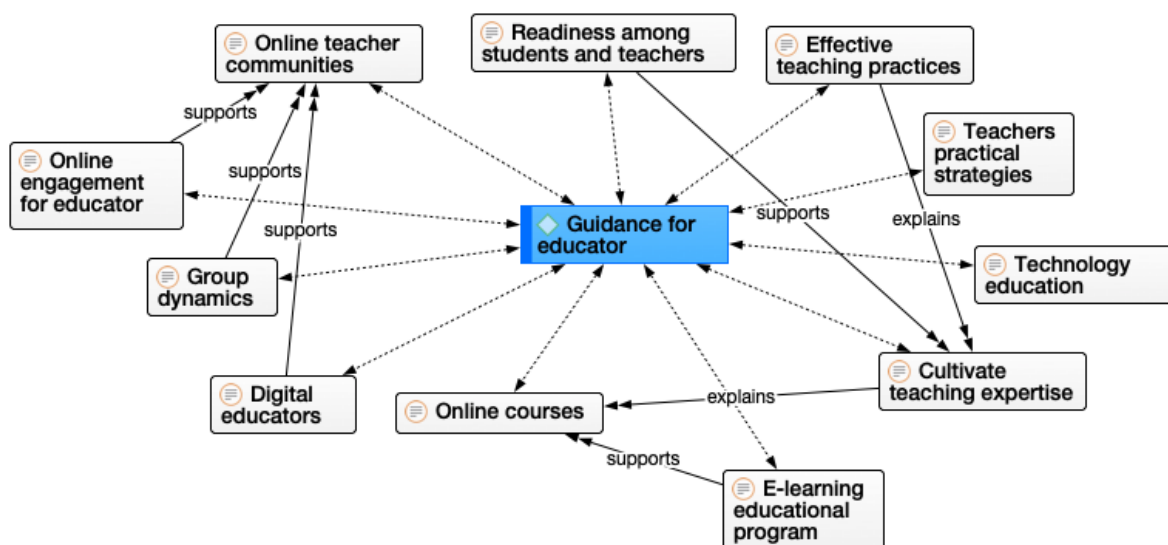 Online teacher
communities
Readiness among
students and teachers
Effective
teaching practices
supports
Online
engagement
for educator
supports
Teachers
practical
strategies
supports
Guidance for
educator
supports
explains
Group
dynamics
Technology
education
Digital
educators
Online courses
explains
Cultivate
teaching expertise
supports
E-learning
educational
program